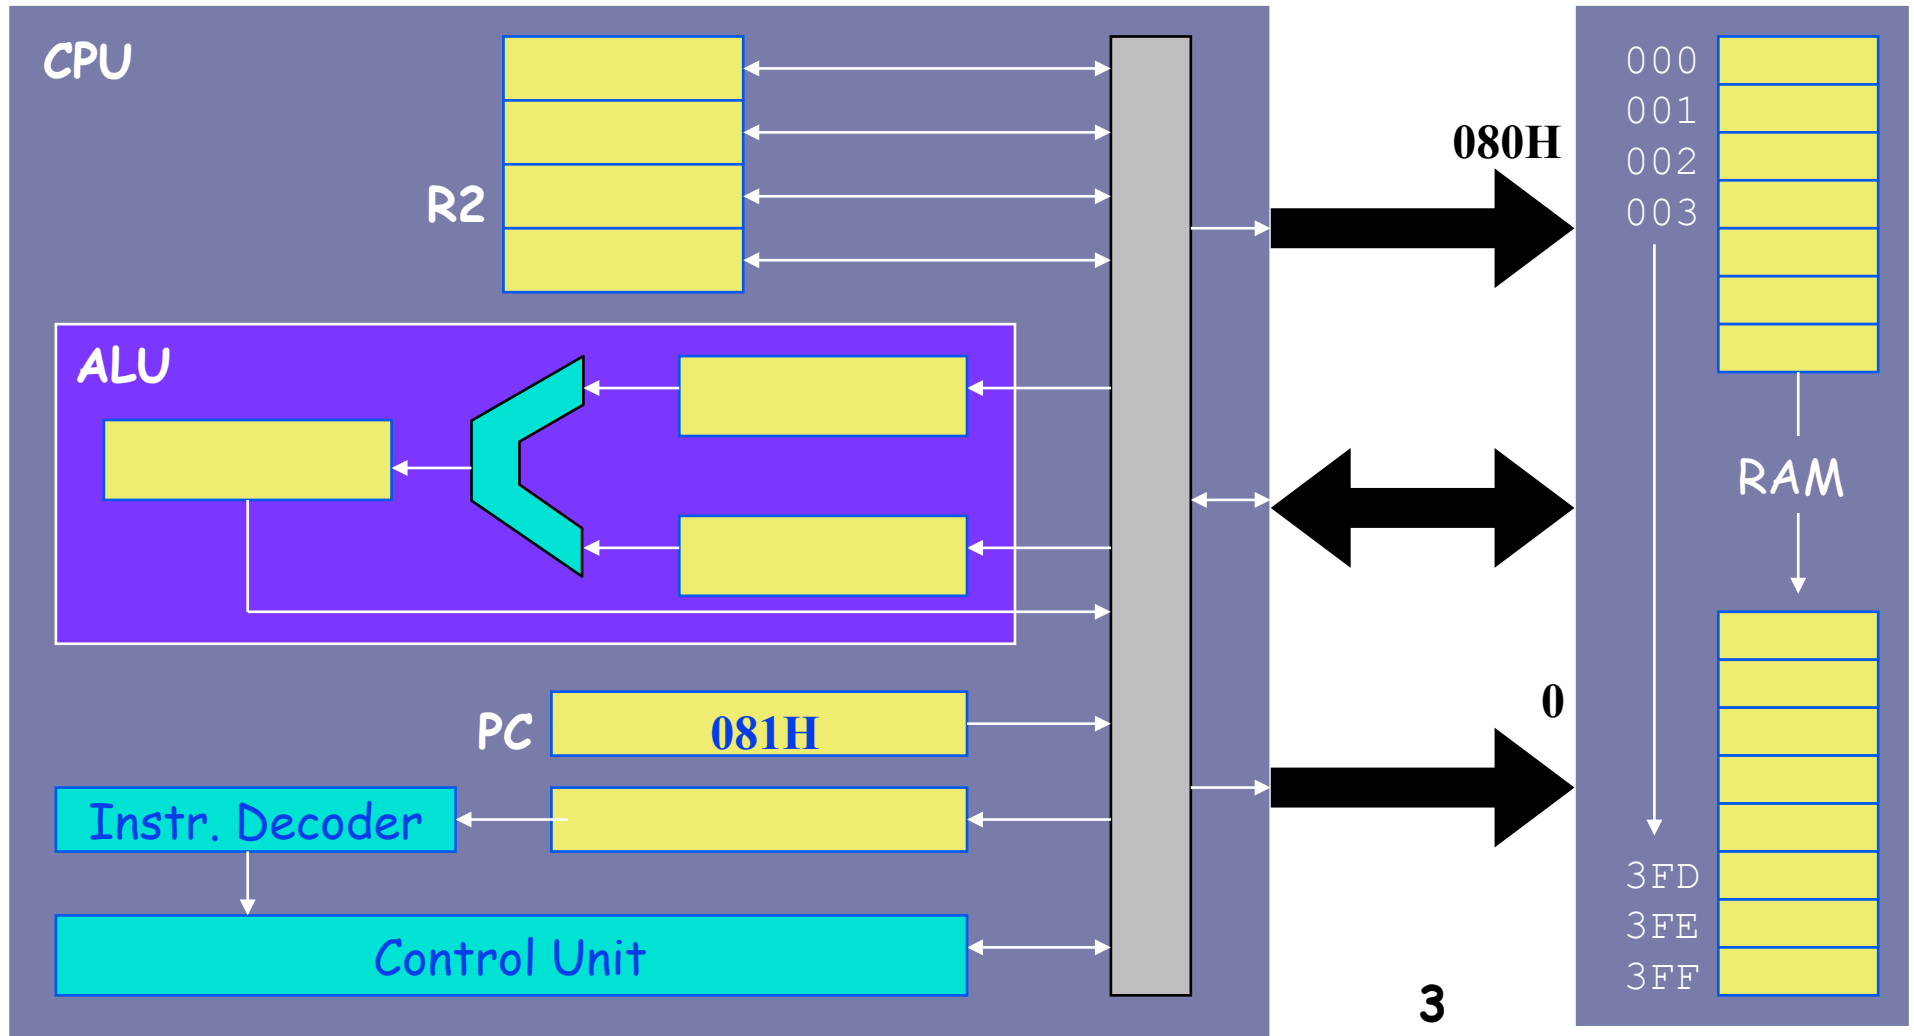 CPU
R2
ALU
PC
081H
Instr. Decoder
Control Unit
080H
0
3
000
001
002
003
RAM
3FD
3FE
3FF